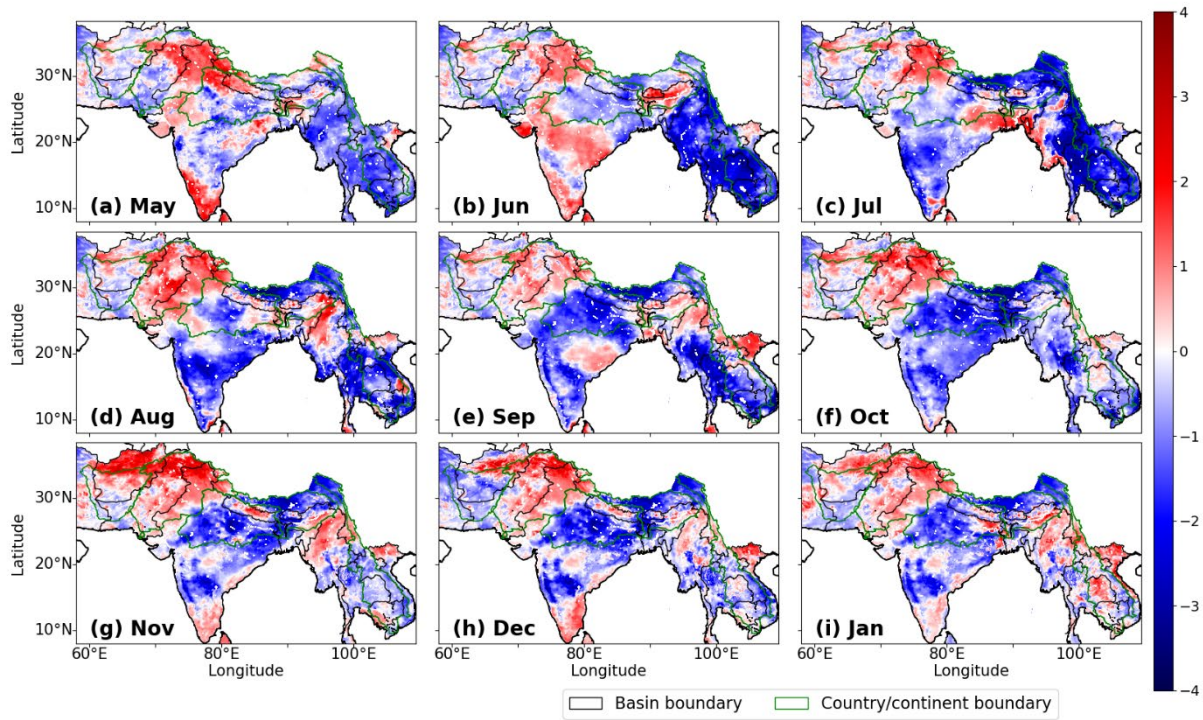 4
30°N
20°N
10°N
Latitude
(a) May
(b) Jun
(c) Jul
3
2
30°N
20°N
10°N
Latitude
(d) Aug
(e) Sep
(f) Oct
1
0
−1
30°N
20°N
10°N
Latitude
(g) Nov
(h) Dec
(i) Jan
−2
−3
−4
60°E 80°E 100°E 60°E 80°E 100°E 60°E 80°E 100°E
Longitude Longitude Longitude
Basin boundary Country/continent boundary